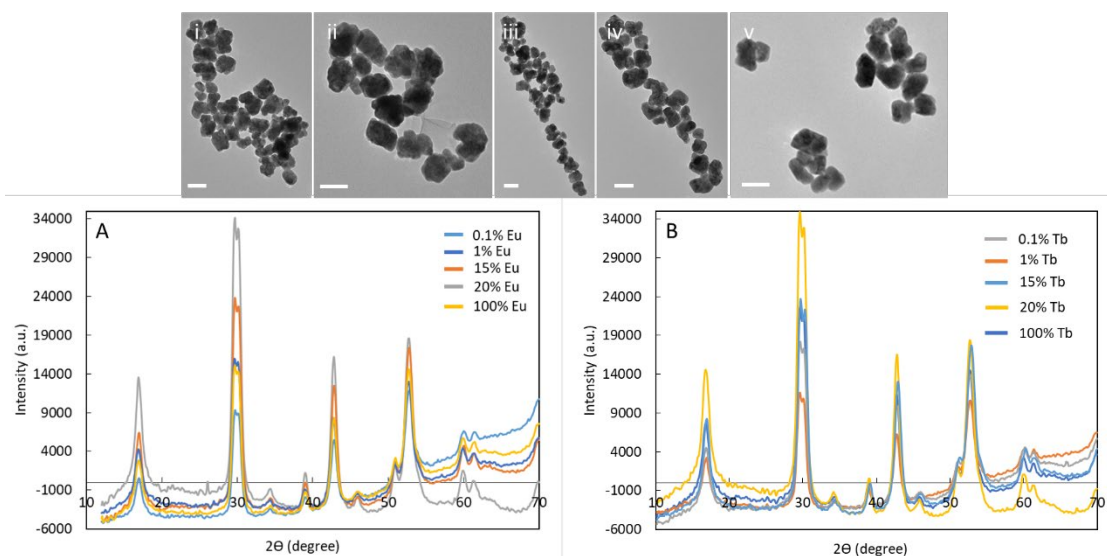 i
ii
iii
iv
v
A
0.1% Eu
1% Eu
15% Eu
20% Eu
100% Eu
34000
29000
24000
19000
14000
9000
4000
-1000
-6000
10
20
30
40
50
60
70
Intensity (a.u.)
2Θ (degree)
B
0.1% Tb
1% Tb
15% Tb
20% Tb
100% Tb
34000
29000
24000
19000
14000
9000
4000
-1000
-6000
10
20
30
40
50
60
70
Intensity (a.u.)
2Θ (degree)